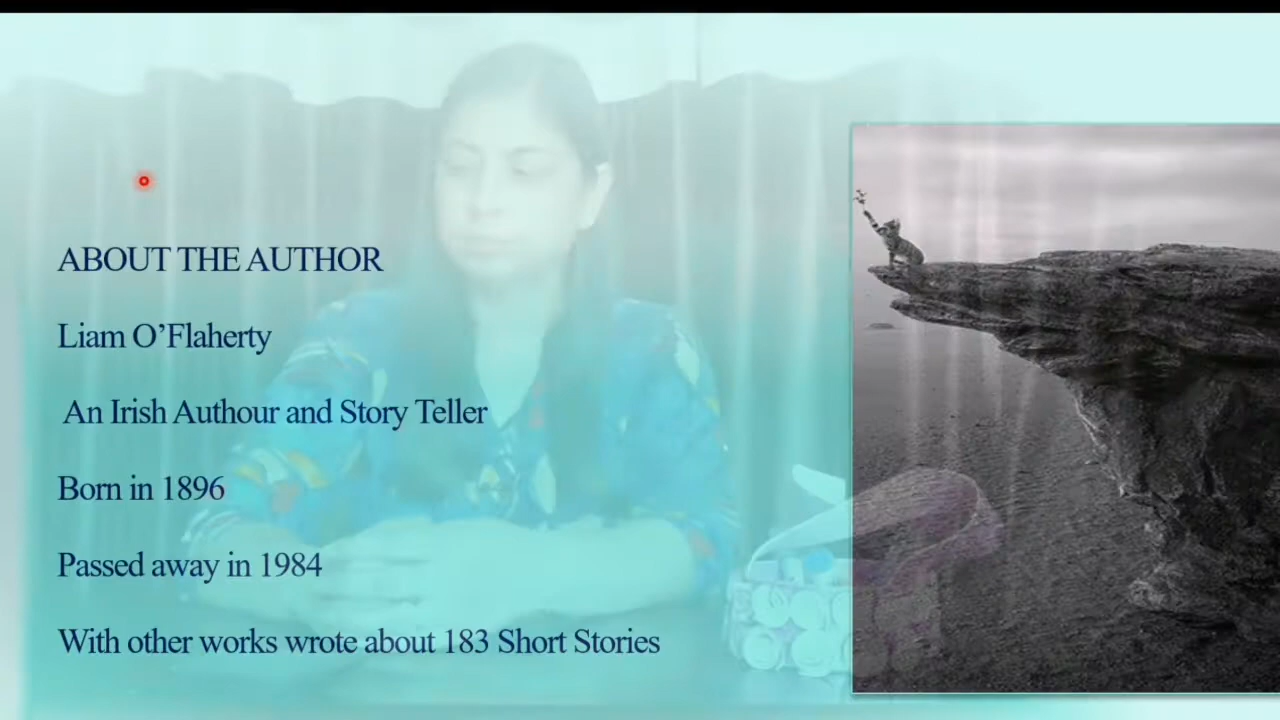 ABOUT THE AUTHOR
Liam O’Flaherty
An Irish Authour and Story Teller
Born in 1896
Passed away in 1984
With other works wrote about 183 Short Stories